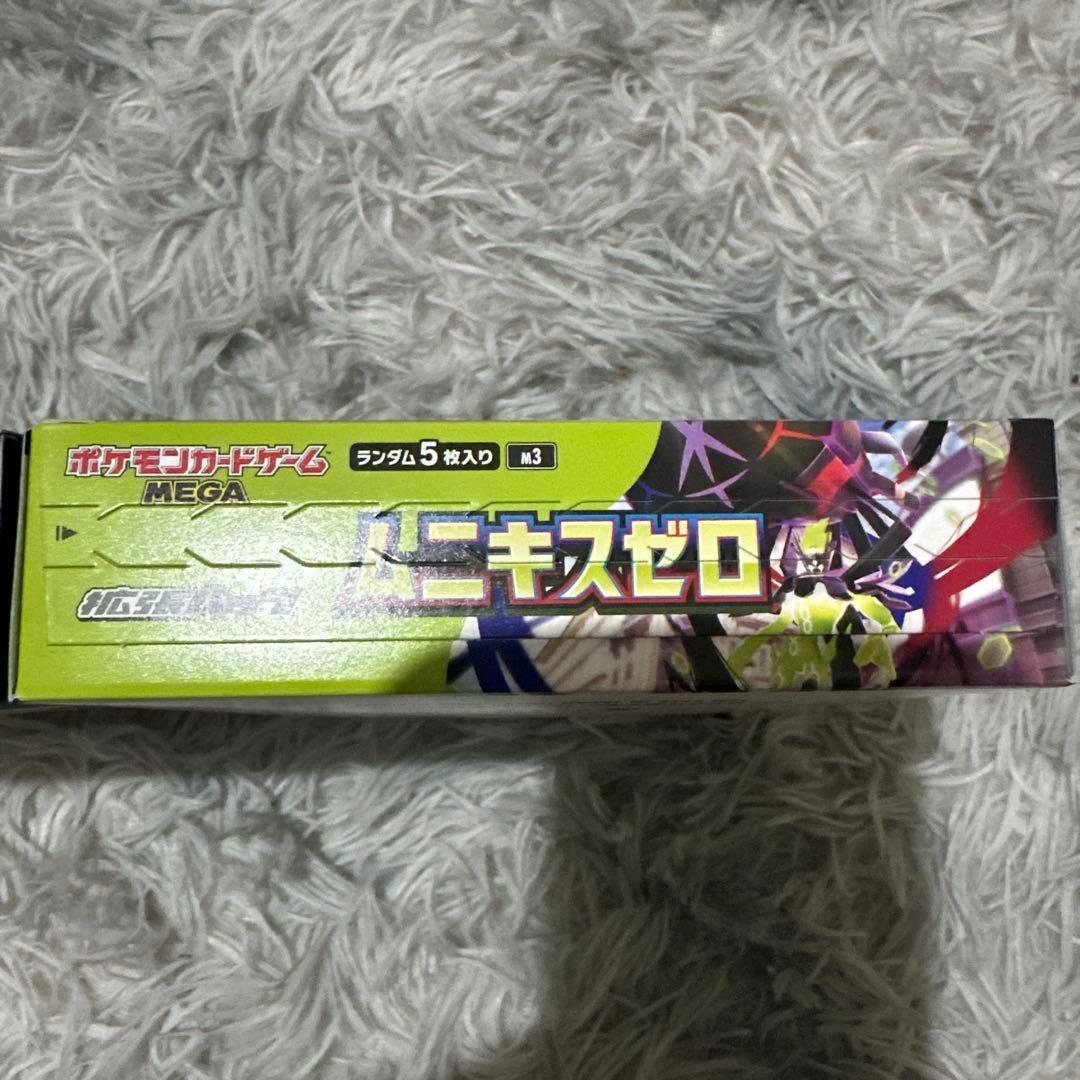 ポケモンカードゲーム
MEGA
ランダム5枚入り
M3
拡張パック
ムニキスゼロ